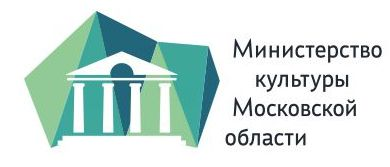 Министерство
культуры
Московской
области